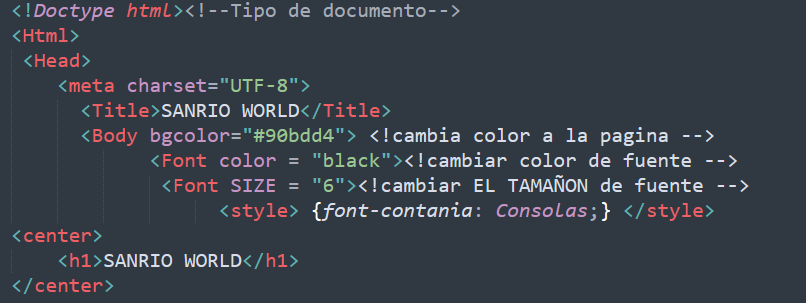 <!Doctype html><!--Tipo de documento-->
<Html>
<Head>
<meta charset="UTF-8">
<Title>SANRIO WORLD</Title>
<Body bgcolor="#90bdd4"> <!cambia color a la pagina -->
<Font color = "black"><!cambiar color de fuente -->
<Font SIZE = "6"><!cambiar EL TAMAÑON de fuente -->
<style> {font-contania: Consolas;} </style>
<center>
<h1>SANRIO WORLD</h1>
</center>